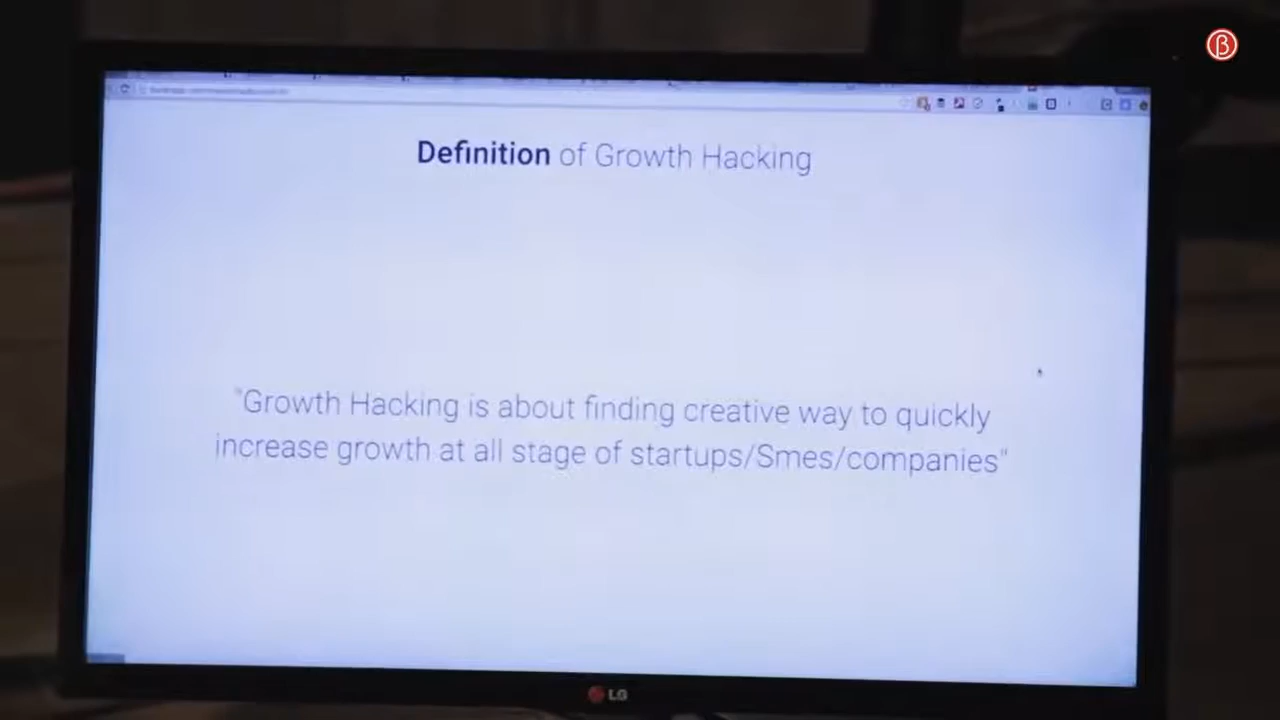 Definition of Growth Hacking
"Growth Hacking is about finding creative way to quickly
increase growth at all stage of startups/Smes/companies"
LG